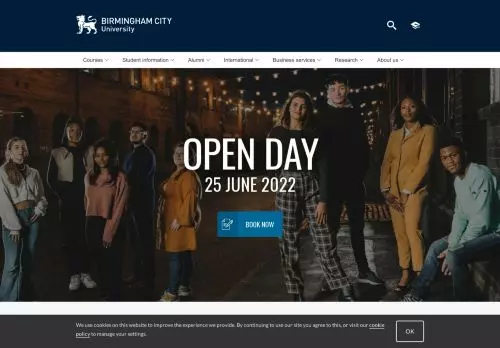 BIRMINGHAM CITY
University
Courses Student information Alumni International Business services Research About us
OPEN DAY
25 JUNE 2022
BOOK NOW
We use cookies on this website to improve the experience we provide. By continuing to use our site you agree to this, or visit our cookie
policy to manage your settings.
OK